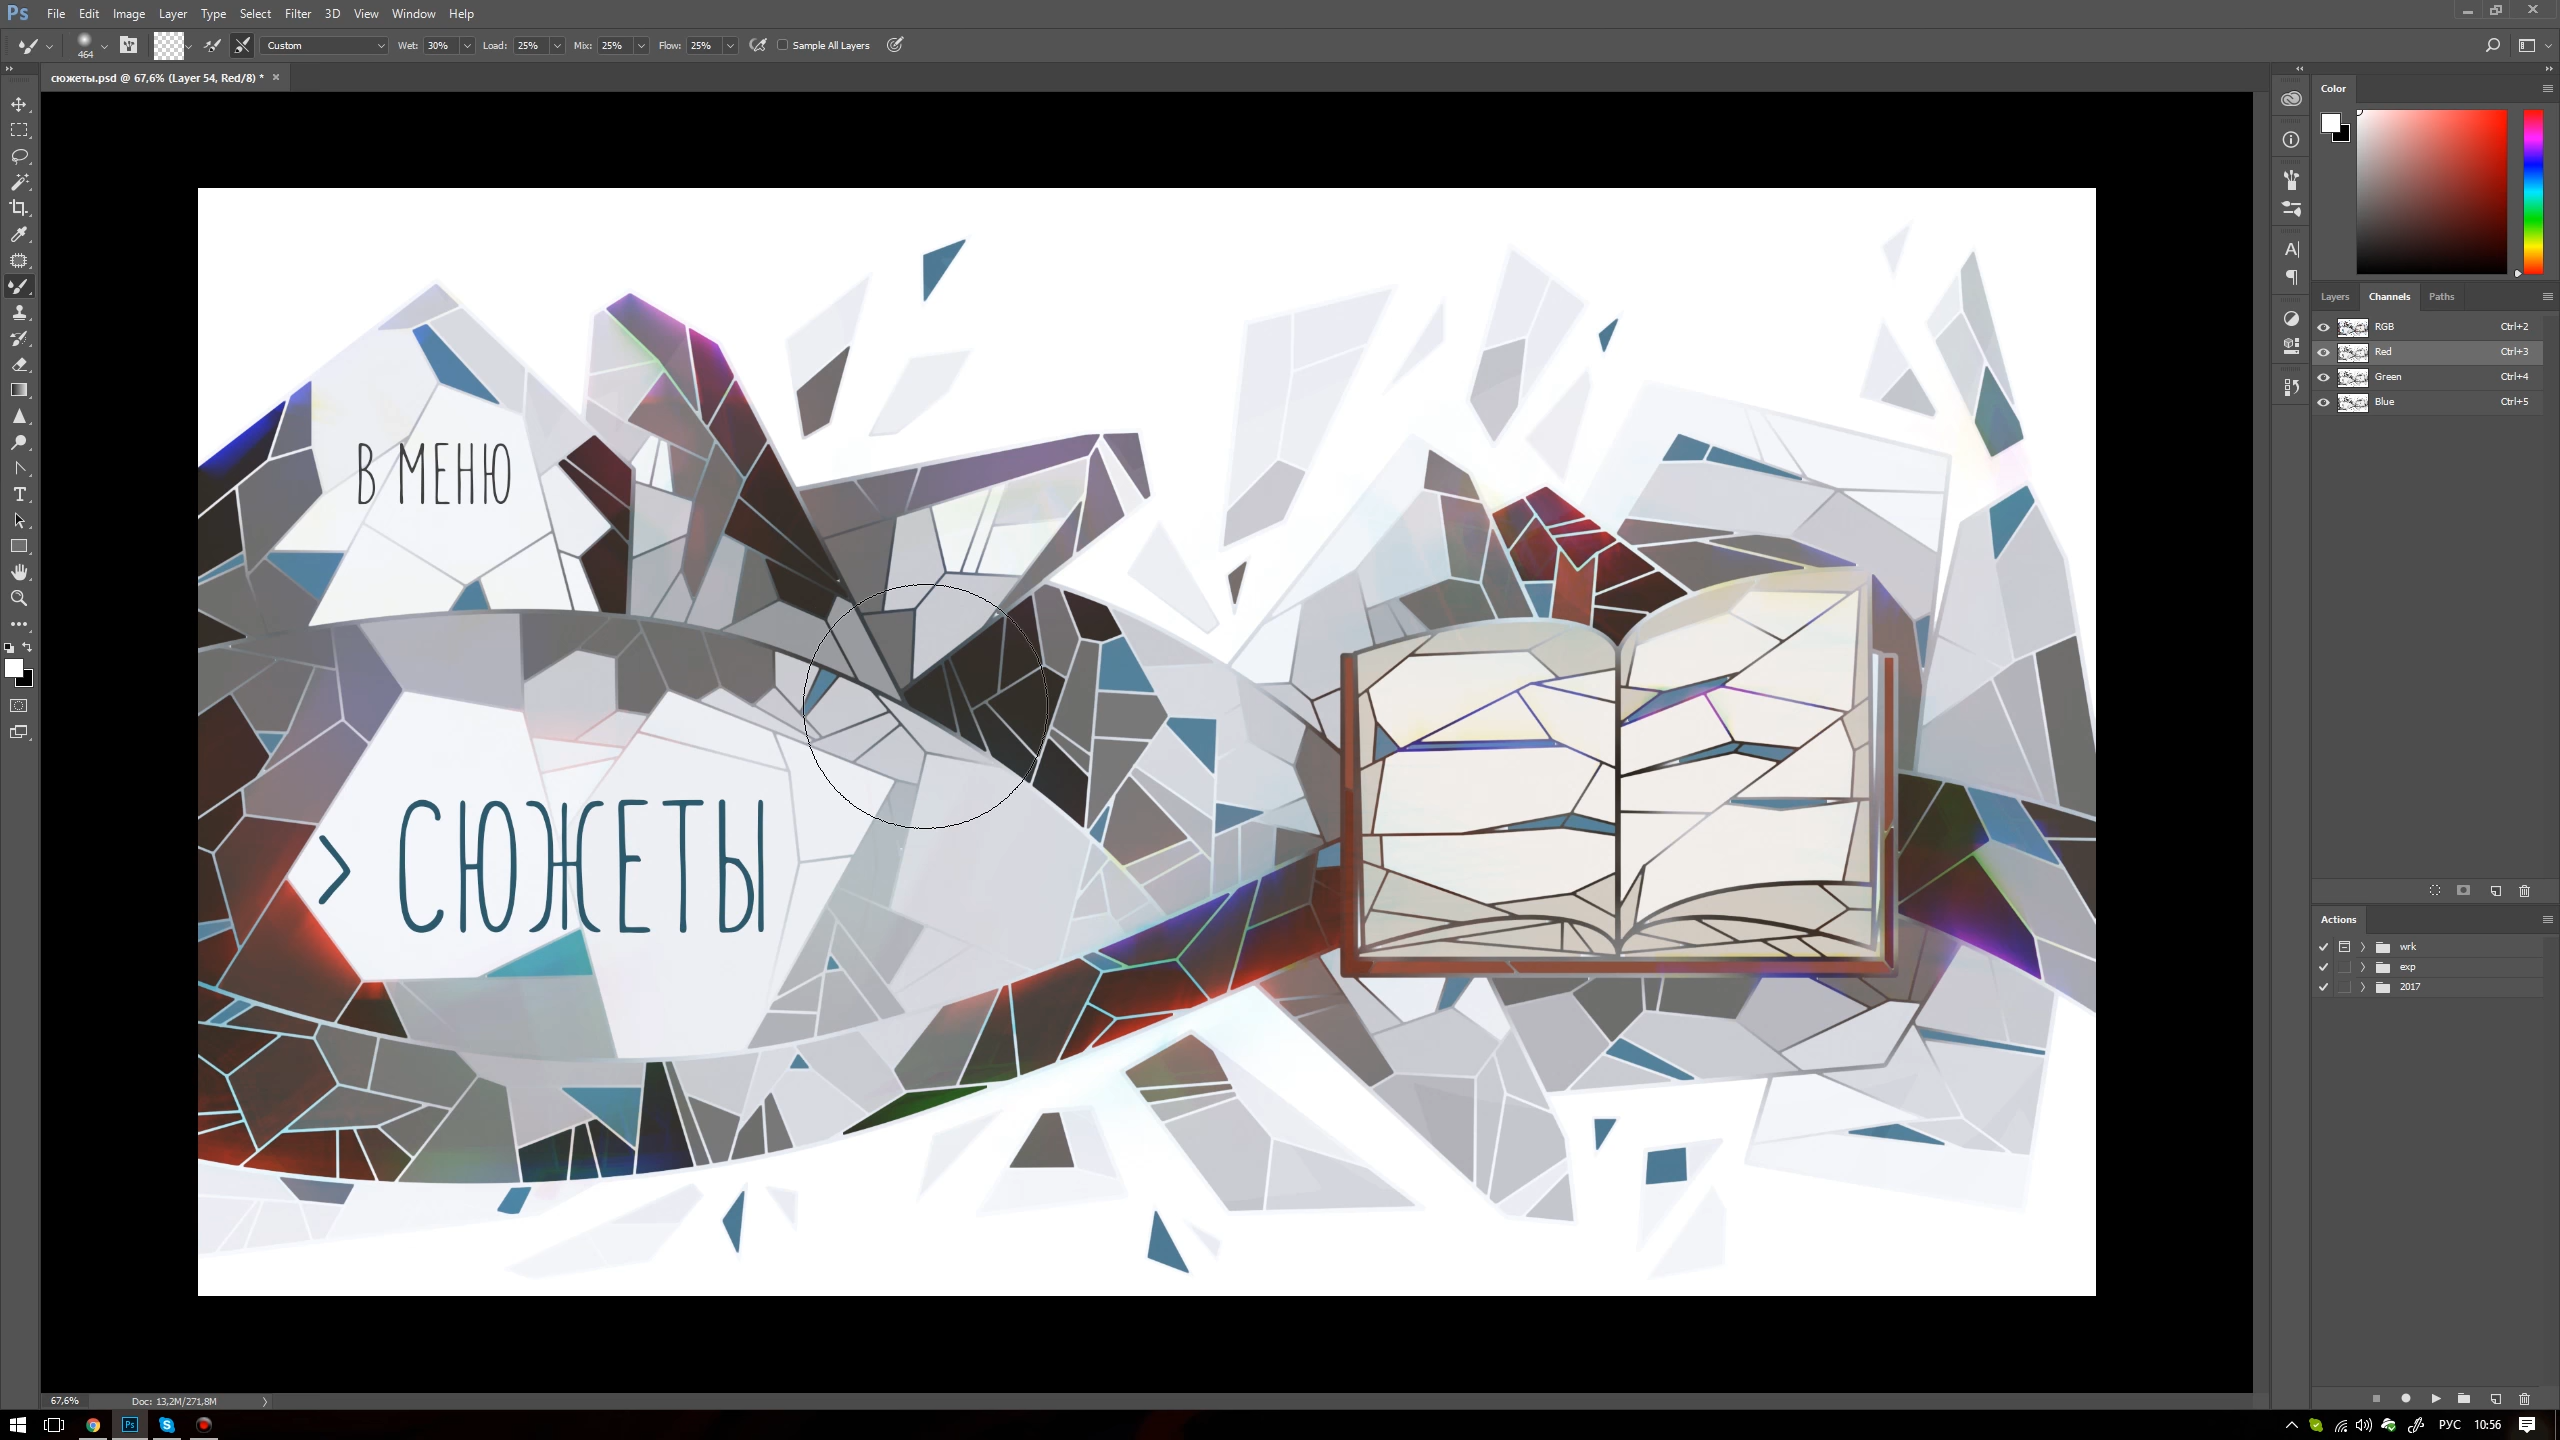 Ps File Edit Image Layer Type Select Filter 3D View Window Help
464 Custom Wet: 30% Load: 25% Mix: 25% Flow: 25% Sample All Layers
сюжеты.psd @ 67,6% (Layer 54, Red/8) * ×
Color
В МЕНЮ
> СЮЖЕТЫ
Layers Channels Paths
RGB Ctrl+2
Red Ctrl+3
Green Ctrl+4
Blue Ctrl+5
Actions
wrk
exp
2017
67,6% Doc: 13,2M/271,8M
Ps S РУС 10:56